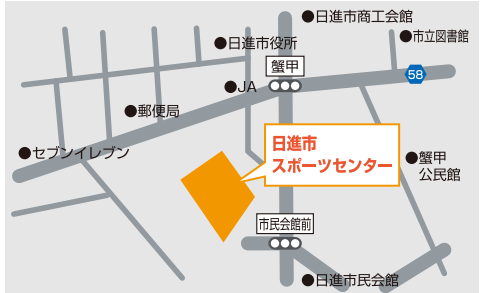 ●日進市商工会館
●市立図書館
●日進市役所
蟹甲
58
●JA
●郵便局
●セブンイレブン
日進市
スポーツセンター
●蟹甲
公民館
市民会館前
●日進市民会館